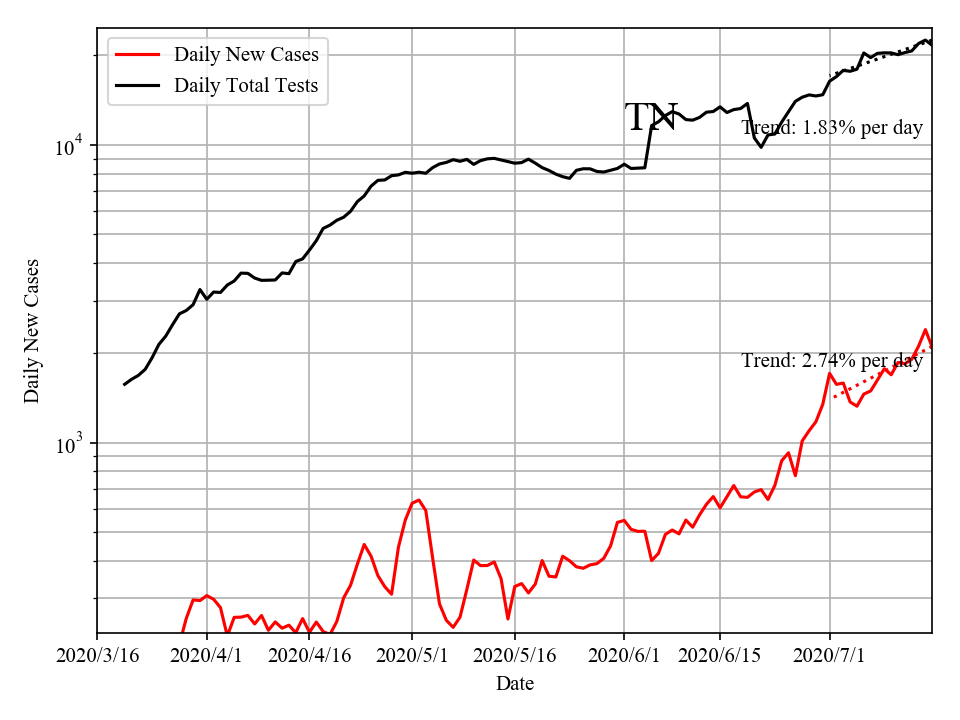 Daily New Cases
Daily Total Tests
TN
Trend: 1.83% per day
10^4
Trend: 2.74% per day
10^3
Daily New Cases
2020/3/16 2020/4/1 2020/4/16 2020/5/1 2020/5/16 2020/6/1 2020/6/15 2020/7/1
Date